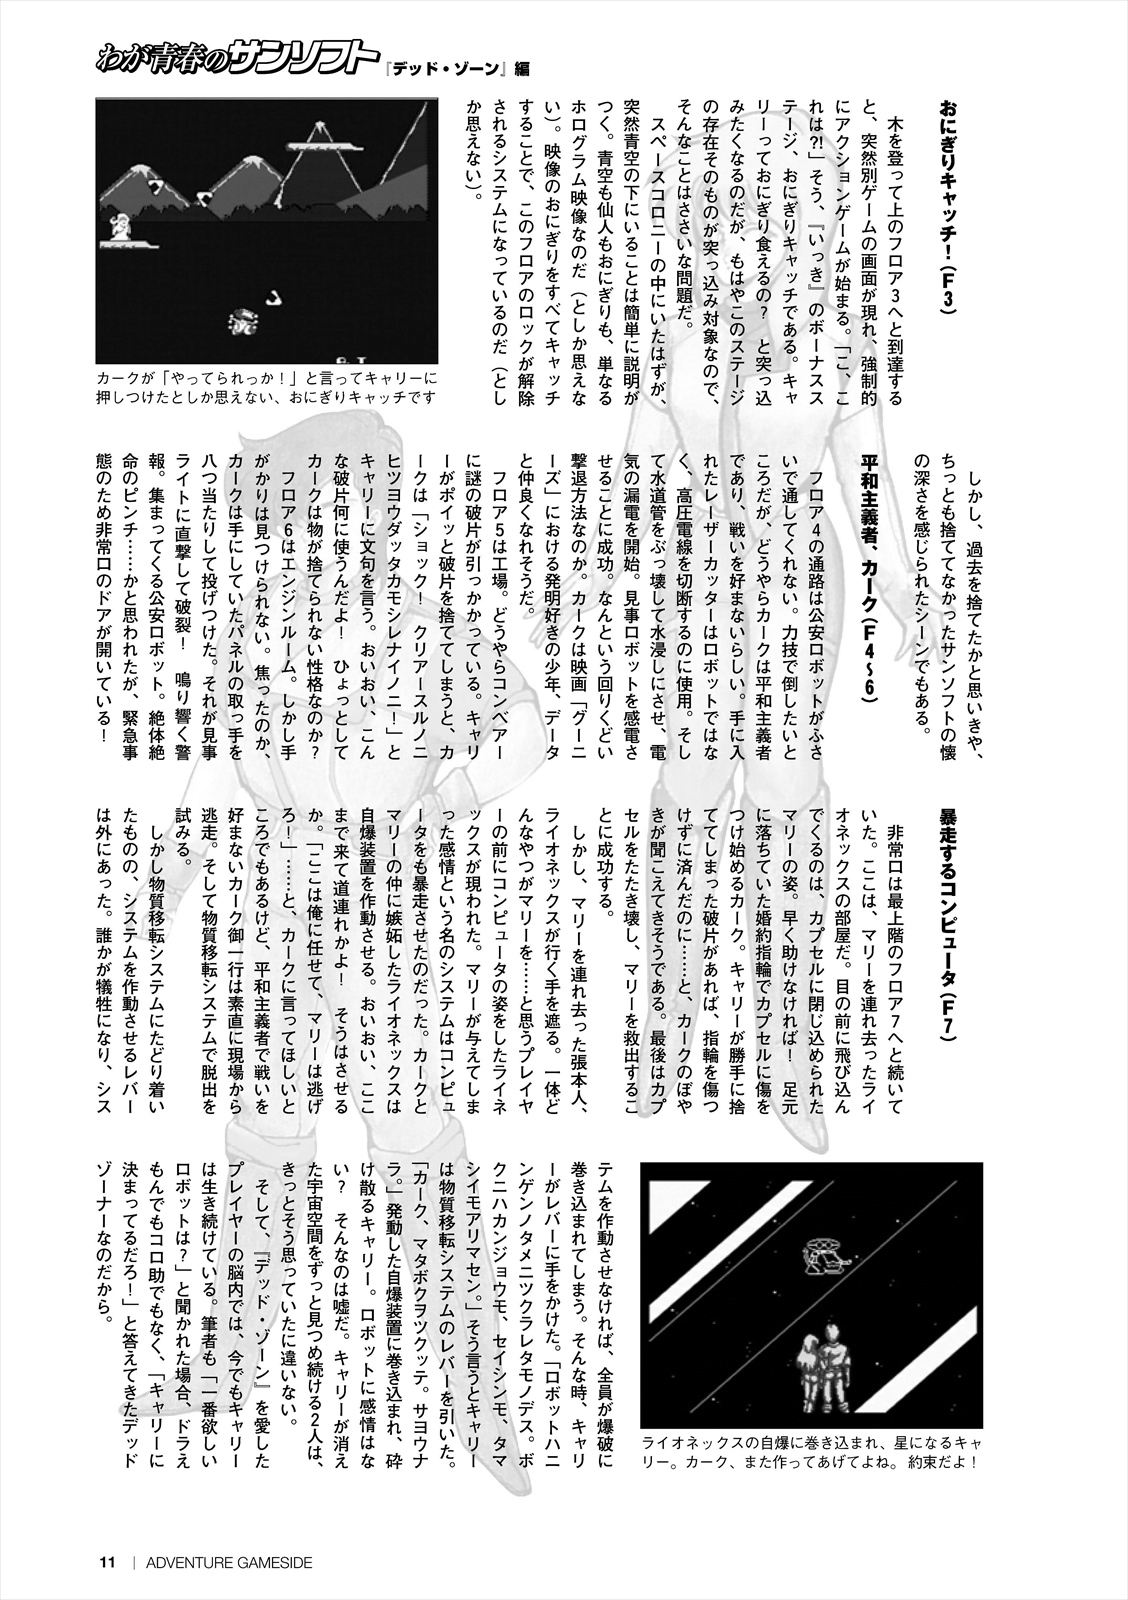 わが青春のサンソフト
『デッド・ゾーン』編
おにぎりキャッチ！（F3）
　木を登って上のフロア3へと到達する
と、突然別ゲームの画面が現れ、強制的
にアクションゲームが始まる。「こ、こ
れは?!」そう、『いっき』のボーナスス
テージ、おにぎりキャッチである。キャ
リーっておにぎり食えるの？　と突っ込
みたくなるのだが、もはやこのステージ
の存在そのものが突っ込み対象なので、
そんなことはささいな問題だ。
　スペースコロニーの中にいたはずが、
突然青空の下にいることは簡単に説明が
つく。青空も仙人もおにぎりも、単なる
ホログラム映像なのだ（としか思えな
い）。映像のおにぎりをすべてキャッチ
することで、このフロアのロックが解除
されるシステムになっているのだ（とし
か思えない）。
カークが「やってられっか！」と言ってキャリーに
押しつけたとしか思えない、おにぎりキャッチです
　しかし、過去を捨てたかと思いきや、
ちっとも捨ててなかったサンソフトの懐
の深さを感じられたシーンでもある。
平和主義者、カーク（F4～6）
　フロア4の通路は公安ロボットがふさ
いで通してくれない。力技で倒したいと
ころだが、どうやらカークは平和主義者
であり、戦いを好まないらしい。手に入
れたレーザーカッターはロボットではな
く、高圧電線を切断するのに使用。そし
て水道管をぶっ壊して水浸しにさせ、電
気の漏電を開始。見事ロボットを感電さ
せることに成功。なんという回りくどい
撃退方法なのか。カークは映画「グーニ
ーズ」における発明好きの少年、データ
と仲良くなれそうだ。
　フロア5は工場。どうやらコンベアー
に謎の破片が引っかかっている。キャリ
ーがポイッと破片を捨ててしまうと、カ
ークは「ショック！　クリアースルノニ
ヒツヨウダッタカモシレナイノニ！」と
キャリーに文句を言う。おいおい、こん
な破片何に使うんだよ！　ひょっとして
カークは物が捨てられない性格なのか？
　フロア6はエンジンルーム。しかし手
がかりは見つけられない。焦ったのか、
カークは手にしていたパネルの取っ手を
八つ当たりして投げつけた。それが見事
ライトに直撃して破裂！　鳴り響く警
報。集まってくる公安ロボット。絶体絶
命のピンチ……かと思われたが、緊急事
態のため非常口のドアが開いている！
暴走するコンピュータ（F7）
　非常口は最上階のフロア7へと続いて
いた。ここは、マリーを連れ去ったライ
オネックスの部屋だ。目の前に飛び込ん
でくるのは、カプセルに閉じ込められた
マリーの姿。早く助けなければ！　足元
に落ちていた婚約指輪でカプセルに傷を
つけ始めるカーク。キャリーが勝手に捨
ててしまった破片があれば、指輪を傷つ
けずに済んだのに……と、カークのぼや
きが聞こえてきそうである。最後はカプ
セルをたたき壊し、マリーを救出するこ
とに成功する。
　しかし、マリーを連れ去った張本人、
ライオネックスが行く手を遮る。一体ど
んなやつがマリーを……と思うプレイヤ
ーの前にコンピュータの姿をしたライネ
ックスが現われた。マリーが与えてしま
った感情という名のシステムはコンピュ
ータをも暴走させたのだった。カークと
マリーの仲に嫉妬したライオネックスは
自爆装置を作動させる。おいおい、ここ
まで来て道連れかよ！　そうはさせる
か。「ここは俺に任せて、マリーは逃げ
ろ！」……と、カークに言ってほしいと
ころでもあるけど、平和主義者で戦いを
好まないカーク御一行は素直に現場から
逃走。そして物質移転システムで脱出を
試みる。
　しかし物質移転システムにたどり着い
たものの、システムを作動させるレバー
は外にあった。誰かが犠牲になり、シス
テムを作動させなければ、全員が爆破に
巻き込まれてしまう。そんな時、キャリ
ーがレバーに手をかけた。「ロボットハニ
ンゲンノタメニツクラレタモノデス。ボ
クニハカンジョウモ、セイシンモ、タマ
シイモアリマセン。」そう言うとキャリー
は物質移転システムのレバーを引いた。
「カーク、マタボクヲツクッテ。サヨウナ
ラ。」発動した自爆装置に巻き込まれ、砕
け散るキャリー。ロボットに感情はな
い？　そんなのは嘘だ。キャリーが消え
た宇宙空間をずっと見つめ続ける2人は、
きっとそう思っていたに違いない。
　そして、『デッド・ゾーン』を愛した
プレイヤーの脳内では、今でもキャリー
は生き続けている。筆者も「一番欲しい
ロボットは？」と聞かれた場合、ドラえ
もんでもコロ助でもなく、「キャリーに
決まってるだろ！」と答えてきたデッド
ゾーナーなのだから。
ライオネックスの自爆に巻き込まれ、星になるキャ
リー。カーク、また作ってあげてよね。約束だよ！
11 | ADVENTURE GAMESIDE